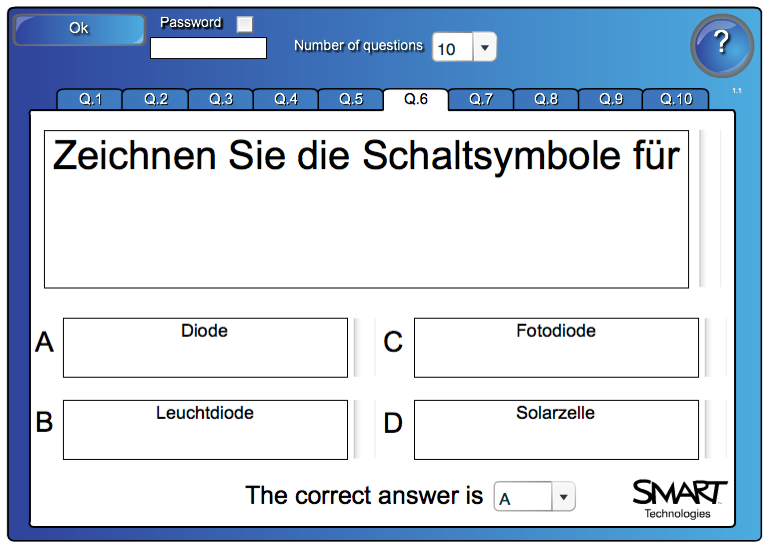 Ok
Password
Number of questions 10
?
Q.1 Q.2 Q.3 Q.4 Q.5 Q.6 Q.7 Q.8 Q.9 Q.10
1.1
Zeichnen Sie die Schaltsymbole für
A Diode
C Fotodiode
B Leuchtdiode
D Solarzelle
The correct answer is A
SMART
Technologies